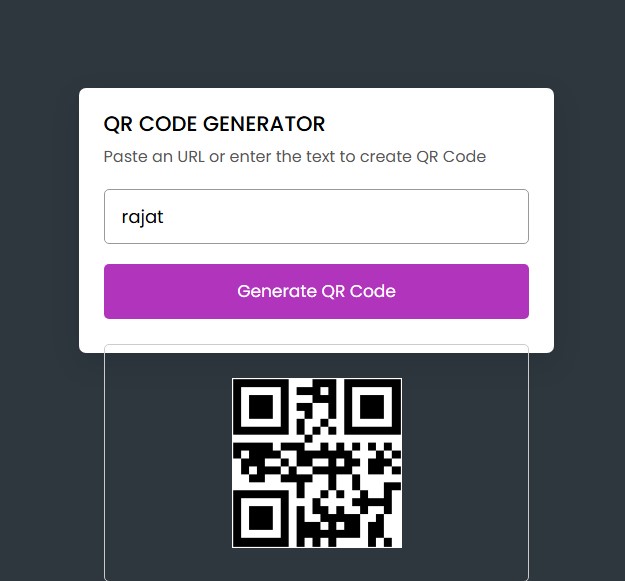 QR CODE GENERATOR
Paste an URL or enter the text to create QR Code
rajat
Generate QR Code